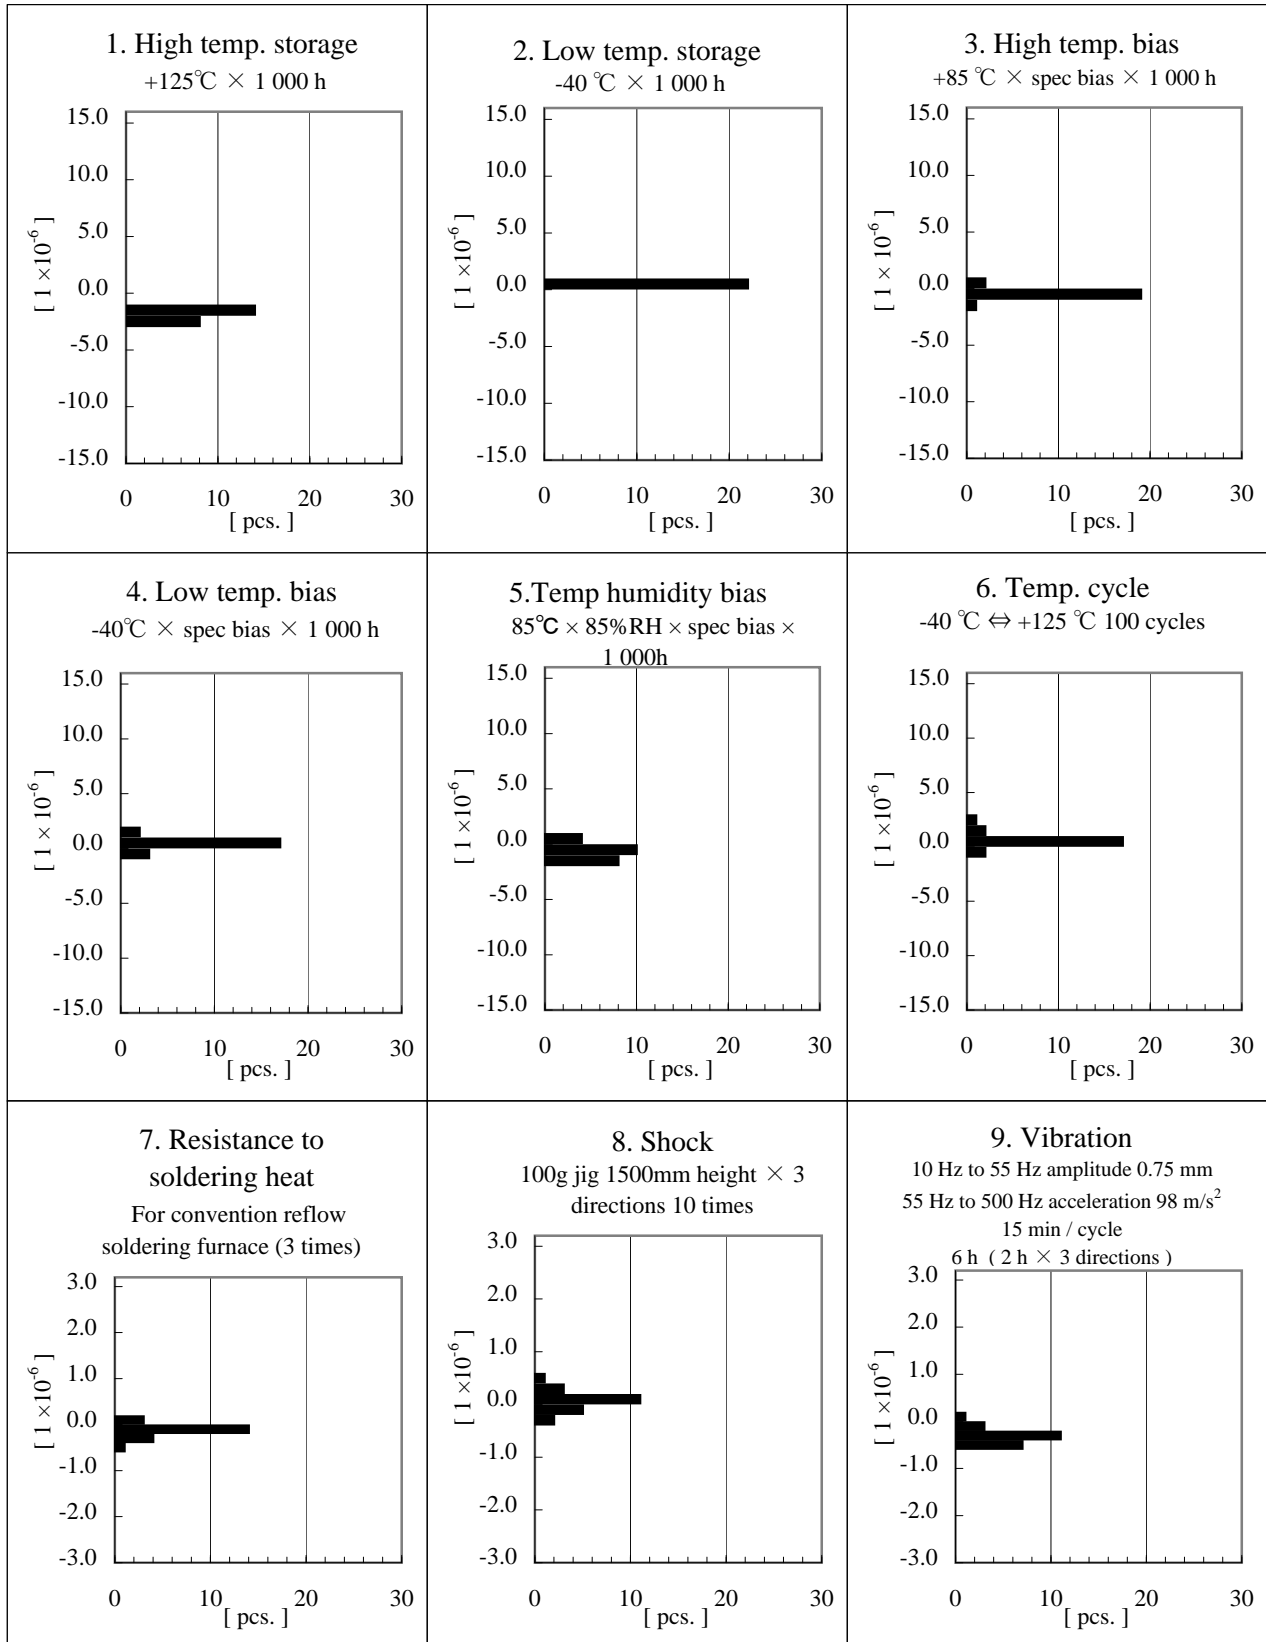 1. High temp. storage
+125℃ × 1 000 h
15.0
10.0
5.0
0.0
-5.0
-10.0
-15.0
[ 1 ×10-6 ]
0 10 20 30
[ pcs. ]
2. Low temp. storage
-40 ℃ × 1 000 h
15.0
10.0
5.0
0.0
-5.0
-10.0
-15.0
[ 1 ×10-6 ]
0 10 20 30
[ pcs. ]
3. High temp. bias
+85 ℃ × spec bias × 1 000 h
15.0
10.0
5.0
0.0
-5.0
-10.0
-15.0
[ 1 × 10-6 ]
0 10 20 30
[ pcs. ]
4. Low temp. bias
-40℃ × spec bias × 1 000 h
15.0
10.0
5.0
0.0
-5.0
-10.0
-15.0
[ 1 × 10-6 ]
0 10 20 30
[ pcs. ]
5.Temp humidity bias
85℃ × 85%RH × spec bias ×
1 000h
15.0
10.0
5.0
0.0
-5.0
-10.0
-15.0
[ 1 ×10-6 ]
0 10 20 30
[ pcs. ]
6. Temp. cycle
-40 ℃ ⇔ +125 ℃ 100 cycles
15.0
10.0
5.0
0.0
-5.0
-10.0
-15.0
[ 1 ×10-6 ]
0 10 20 30
[ pcs. ]
7. Resistance to
soldering heat
For convention reflow
soldering furnace (3 times)
3.0
2.0
1.0
0.0
-1.0
-2.0
-3.0
[ 1 ×10-6 ]
0 10 20 30
[ pcs. ]
8. Shock
100g jig 1500mm height × 3
directions 10 times
3.0
2.0
1.0
0.0
-1.0
-2.0
-3.0
[ 1 ×10-6 ]
0 10 20 30
[ pcs. ]
9. Vibration
10 Hz to 55 Hz amplitude 0.75 mm
55 Hz to 500 Hz acceleration 98 m/s2
15 min / cycle
6 h ( 2 h × 3 directions )
3.0
2.0
1.0
0.0
-1.0
-2.0
-3.0
[ 1 ×10-6 ]
0 10 20 30
[ pcs. ]